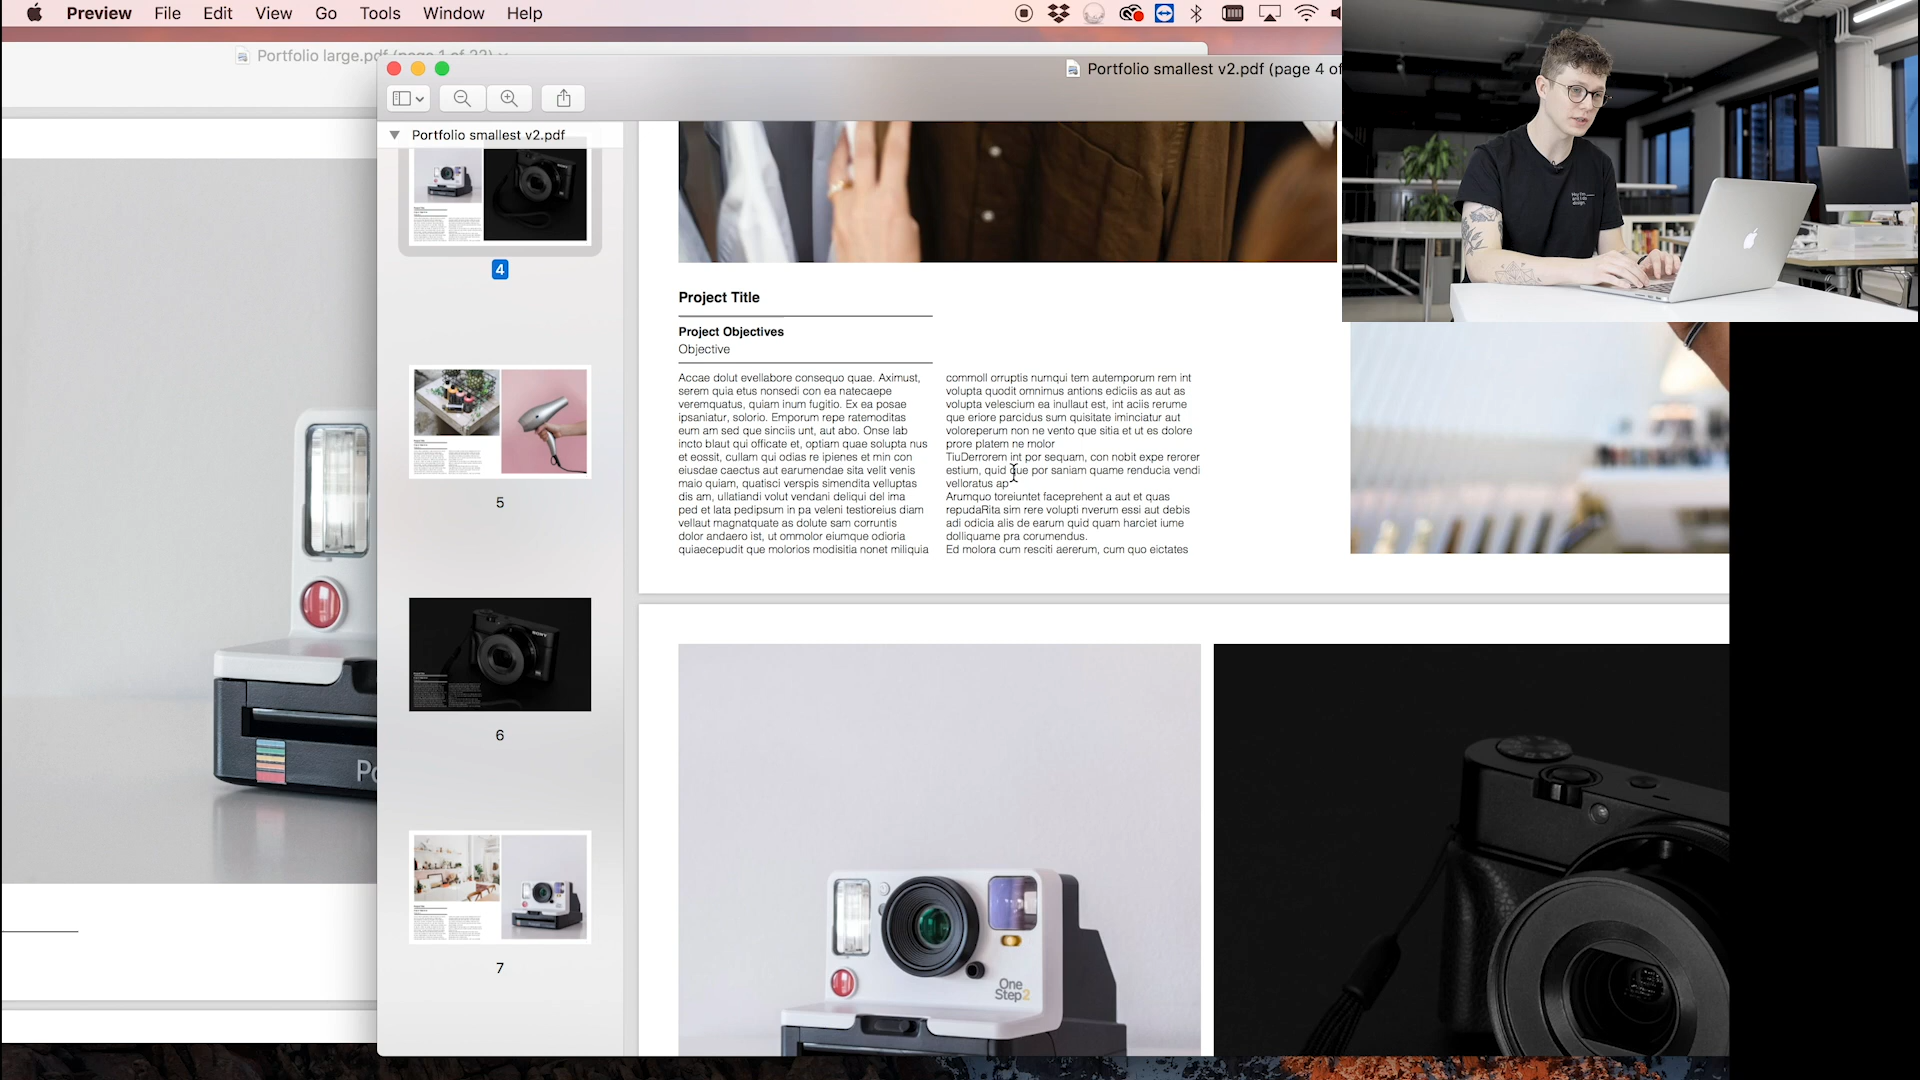 Preview File Edit View Go Tools Window Help
Portfolio large.pdf (page 1 of 22)
Portfolio smallest v2.pdf (page 4 of
Portfolio smallest v2.pdf
4
5
6
7
SONY
Project Title
Project Objectives
Objective
Accae dolut evellabore consequo quae. Aximust,
serem quia etus nonsedi con ea natecaepe
veremquatus, quiam inum fugitio. Ex ea posae
ipsaniatur, solorio. Emporum repe ratemoditas
eum am sed que sinciis unt, aut abo. Onse lab
incto blaut qui officate et, optiam quae solupta nus
et eossit, cullam qui odias re ipienes et min con
eiusdae caectus aut earumendae sita velit venis
maio quiam, quatisci verspis simendita velluptas
dis am, ullatiandi volut vendani deliqui del ima
ped et lata pedipsum in pa veleni testioreius diam
vellaut magnatquate as dolute sam corruntis
dolor andaero ist, ut ommolor eiumque odoria
quiaecepudit que molorios modisitia nonet miliquia
commoll orruptis numqui tem autemporum rem int
volupta quodit omnimus antions ediciis as aut as
volupta velescium ea inullaut est, int aciis rerume
que eriore parcidus sum quisitate iminciatur aut
voloreperum non ne vento que sitia et ut es dolore
prore platem ne molor
TiuDerrorem int por sequam, con nobit expe rerorer
estium, quid que por saniam quame renducia vendi
velloratus ap
Arumquo toreiuntet faceprehent a aut et quas
repudaRita sim rere volupti nverum essi aut debis
adi odicia alis de earum quid quam harciet iume
dolliquame pra corumendus.
Ed molora cum resciti aererum, cum quo eictates
One
Step2
Po